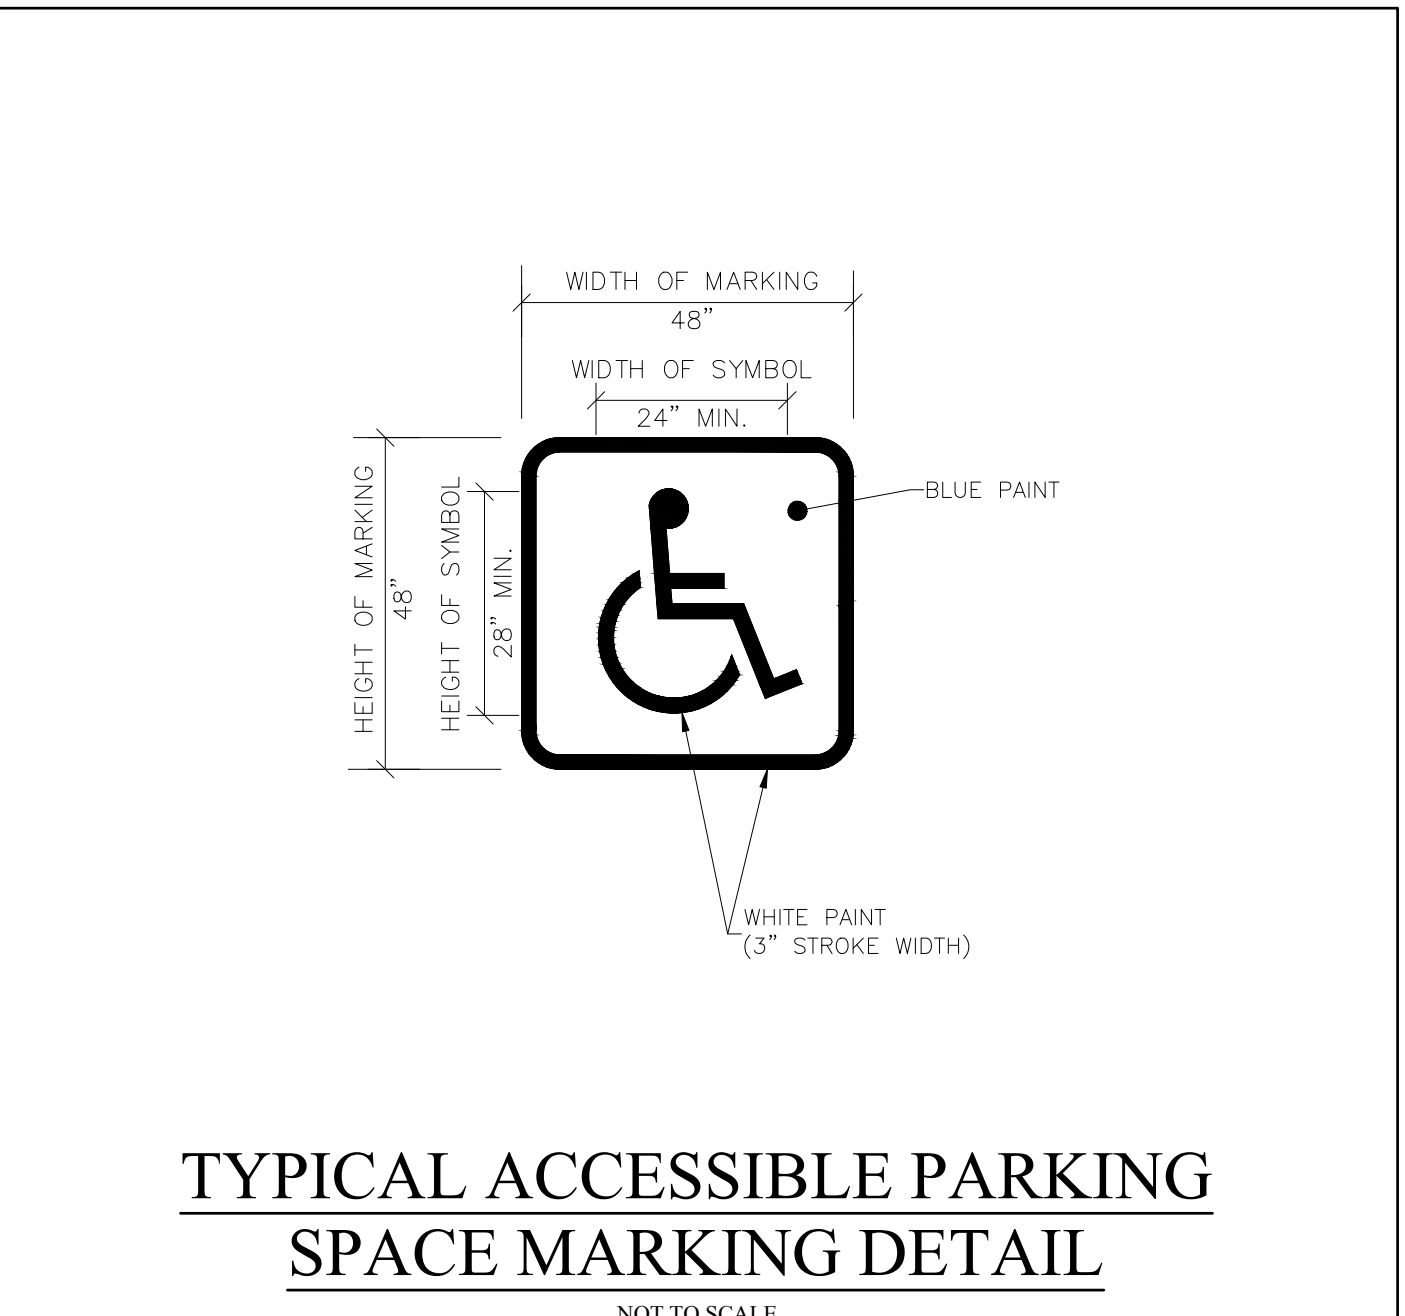 WIDTH OF MARKING
48”
WIDTH OF SYMBOL
24” MIN.
HEIGHT OF MARKING
48”
HEIGHT OF SYMBOL
28” MIN.
BLUE PAINT
WHITE PAINT
(3” STROKE WIDTH)
TYPICAL ACCESSIBLE PARKING
SPACE MARKING DETAIL
NOT TO SCALE